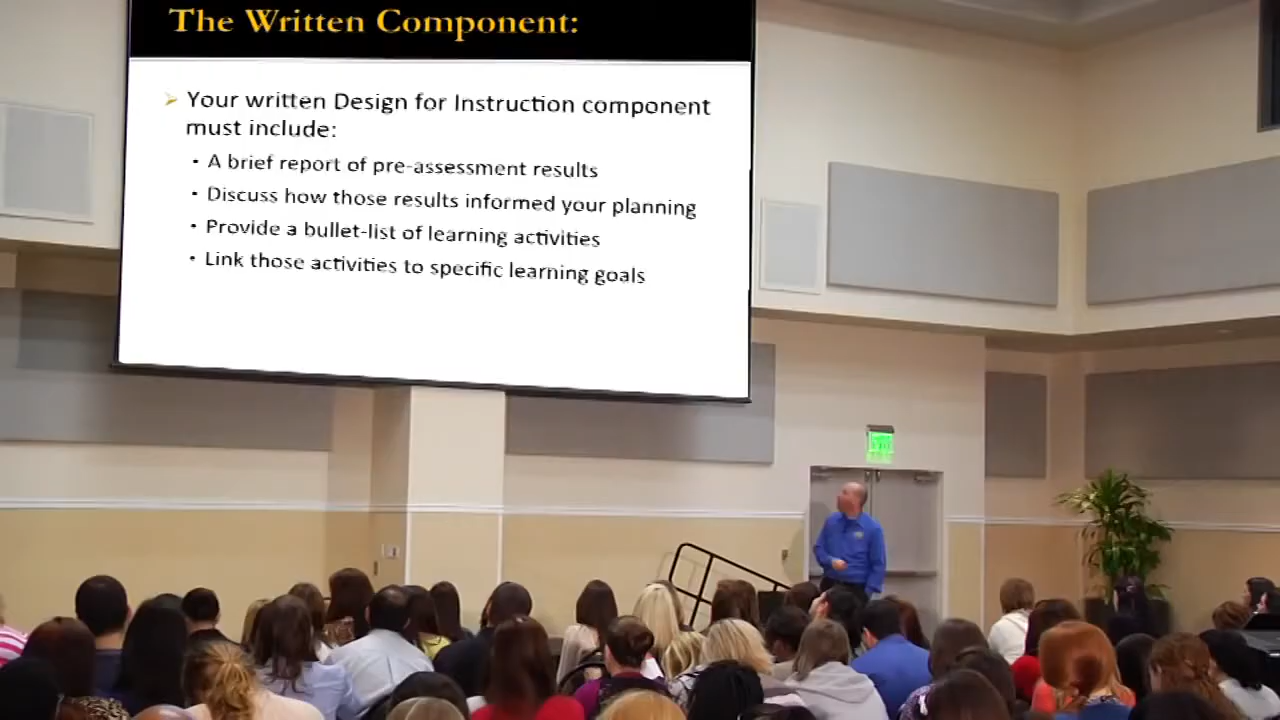 The Written Component:
Your written Design for Instruction component
must include:
• A brief report of pre-assessment results
• Discuss how those results informed your planning
• Provide a bullet-list of learning activities
• Link those activities to specific learning goals
EXIT